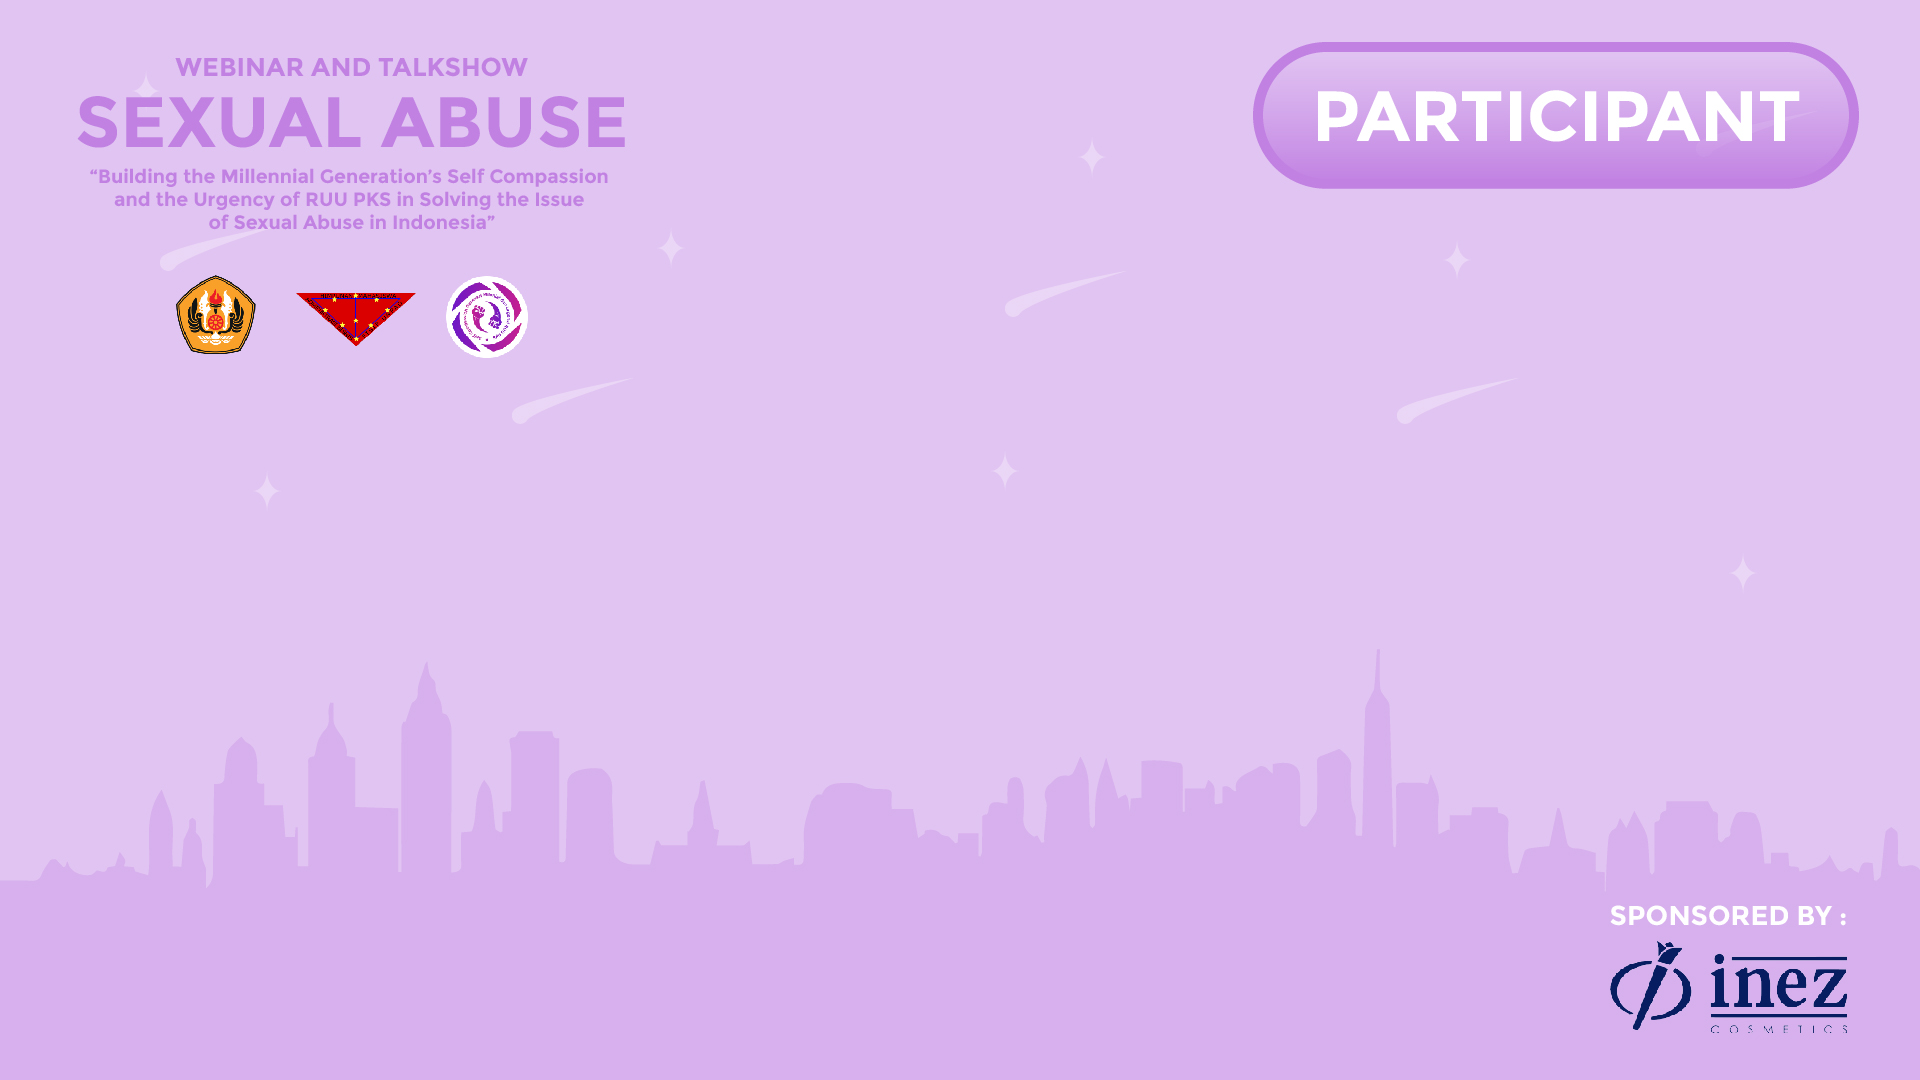 WEBINAR AND TALKSHOW
SEXUAL ABUSE
“Building the Millennial Generation’s Self Compassion
and the Urgency of RUU PKS in Solving the Issue
of Sexual Abuse in Indonesia”
PARTICIPANT
SPONSORED BY :
inez
COSMETICS